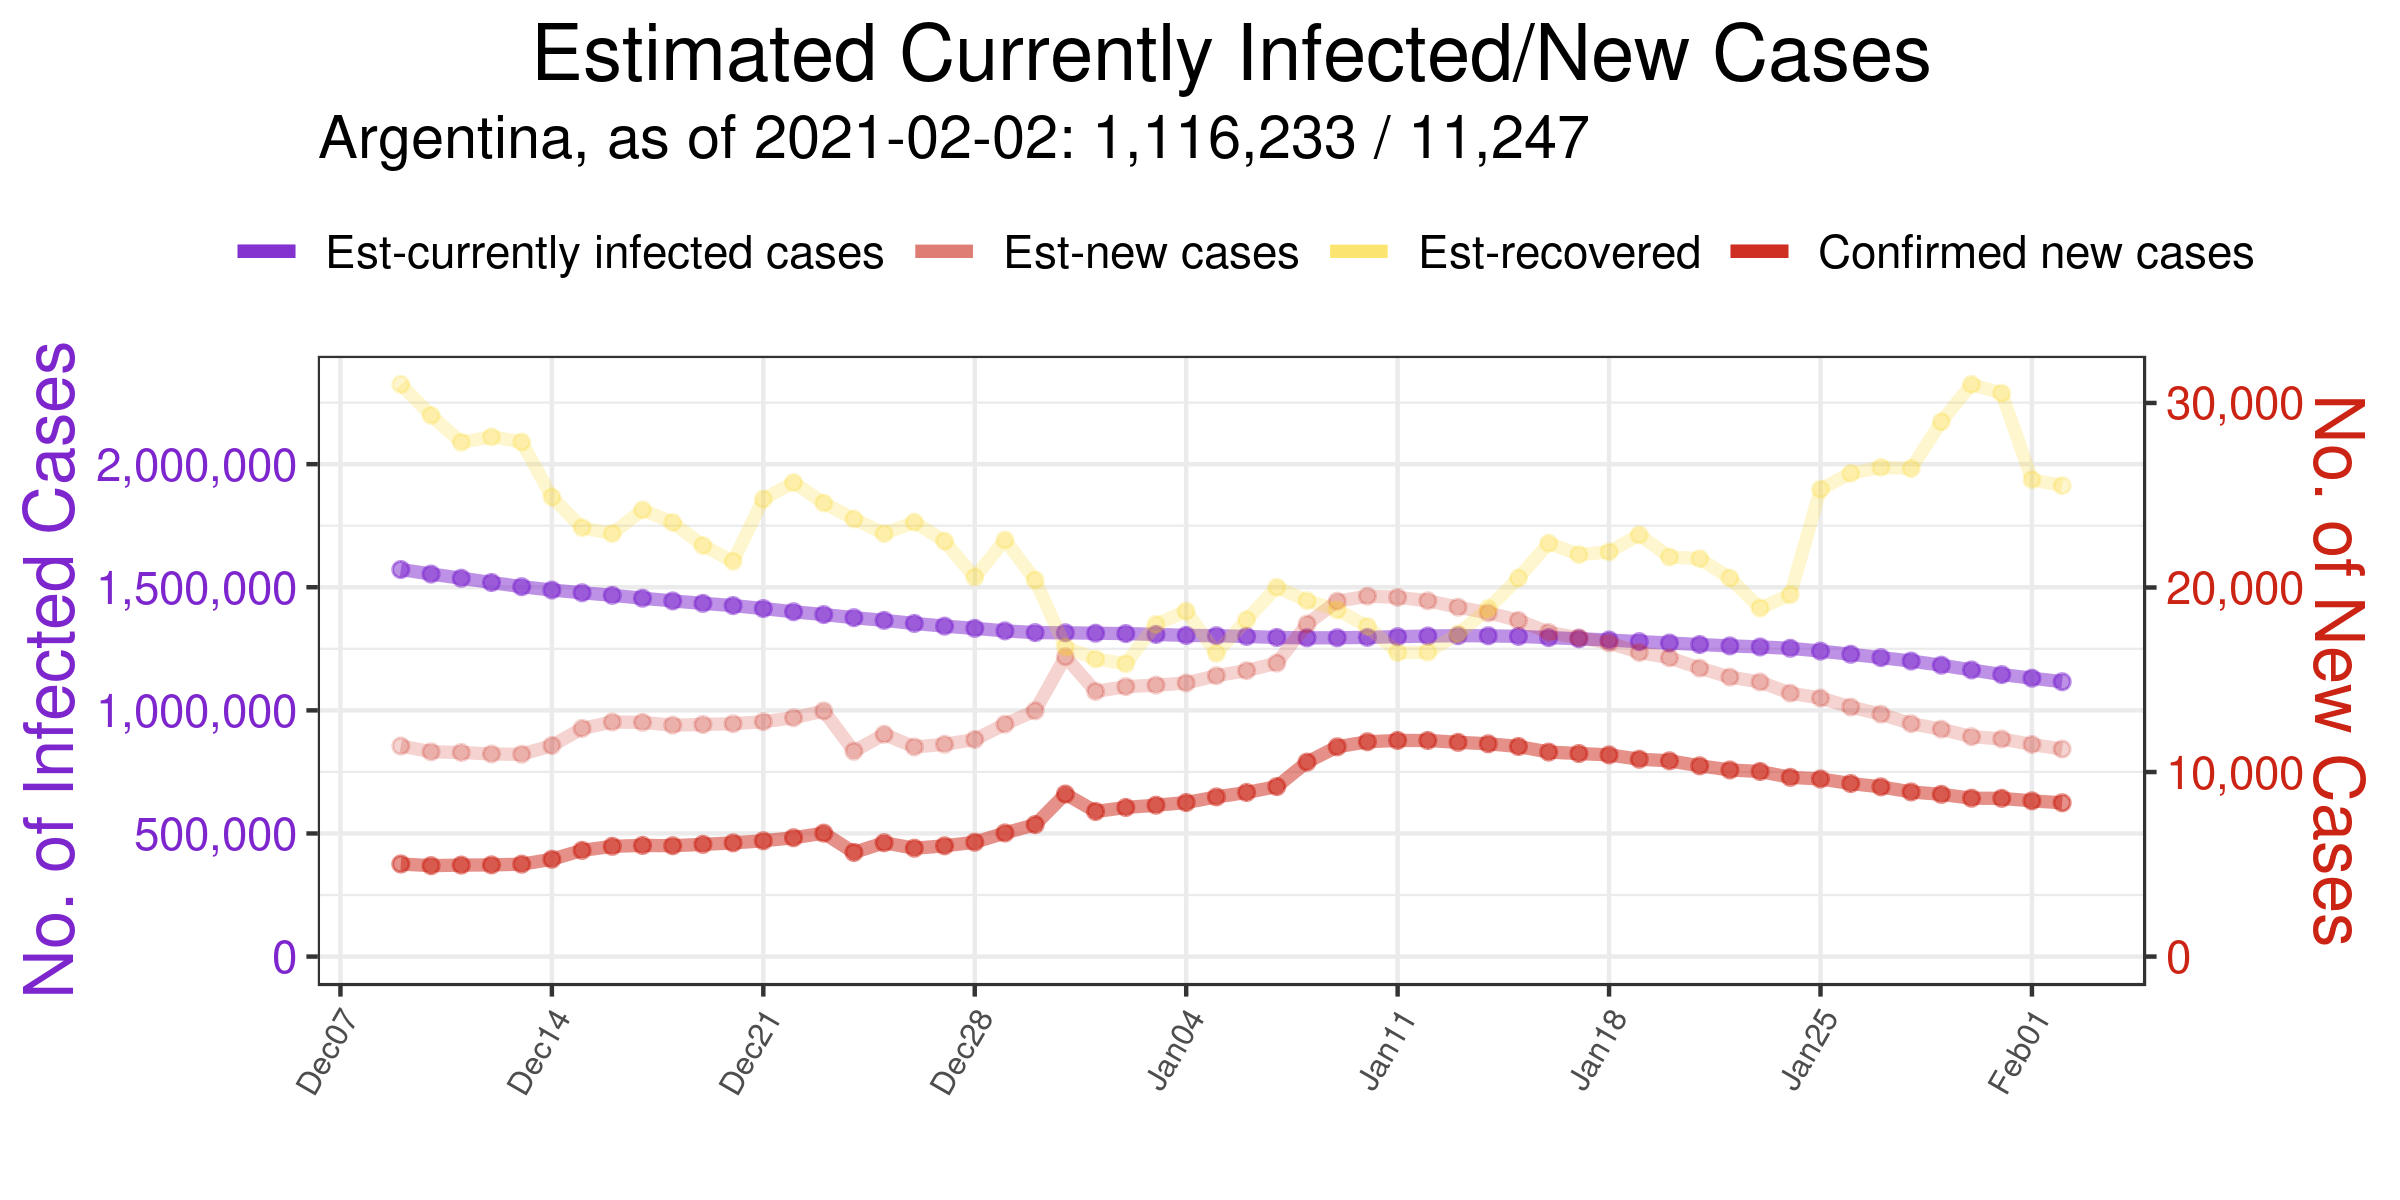 Estimated Currently Infected/New Cases
Argentina, as of 2021-02-02: 1,116,233 / 11,247
Est-currently infected cases Est-new cases Est-recovered Confirmed new cases
No. of Infected Cases
2,000,000
1,500,000
1,000,000
500,000
0
30,000
20,000
10,000
0
No. of New Cases
Dec07 Dec14 Dec21 Dec28 Jan04 Jan11 Jan18 Jan25 Feb01